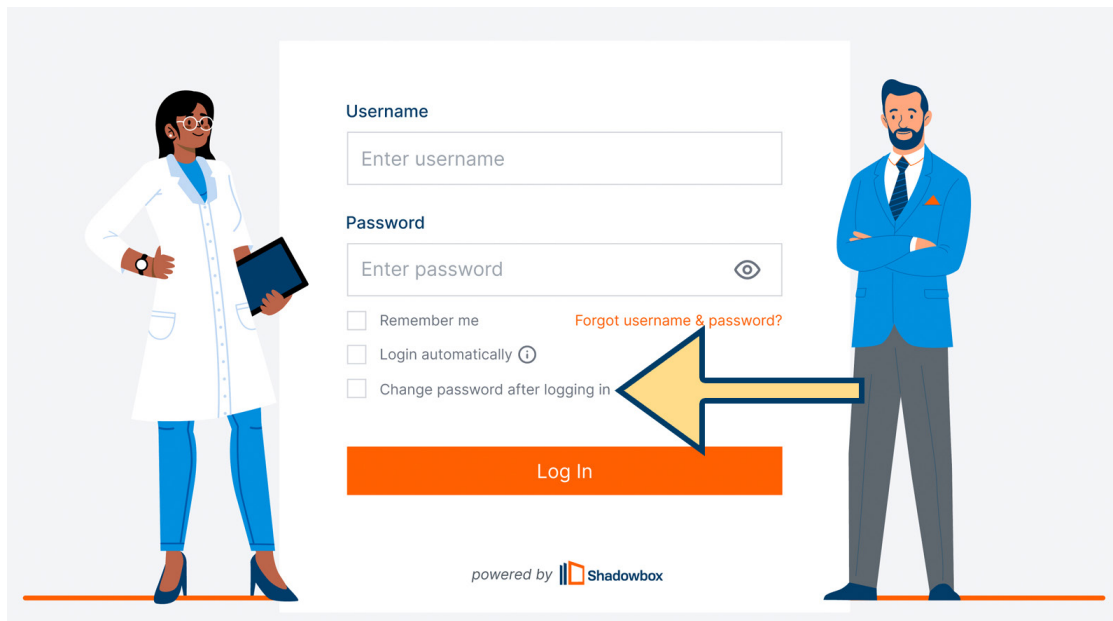 Username
Enter username
Password
Enter password
Remember me
Forgot username & password?
Login automatically
Change password after logging in
Log In
powered by Shadowbox